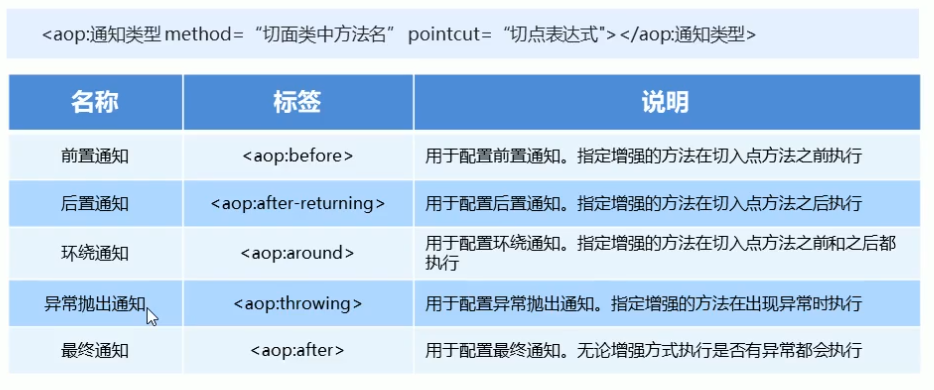 <aop:通知类型 method=“切面类中方法名” pointcut=“切点表达式"></aop:通知类型>
名称 标签 说明
前置通知 <aop:before> 用于配置前置通知。指定增强的方法在切入点方法之前执行
后置通知 <aop:after-returning> 用于配置后置通知。指定增强的方法在切入点方法之后执行
环绕通知 <aop:around> 用于配置环绕通知。指定增强的方法在切入点方法之前和之后都
执行
异常抛出通知 <aop:throwing> 用于配置异常抛出通知。指定增强的方法在出现异常时执行
最终通知 <aop:after> 用于配置最终通知。无论增强方式执行是否有异常都会执行